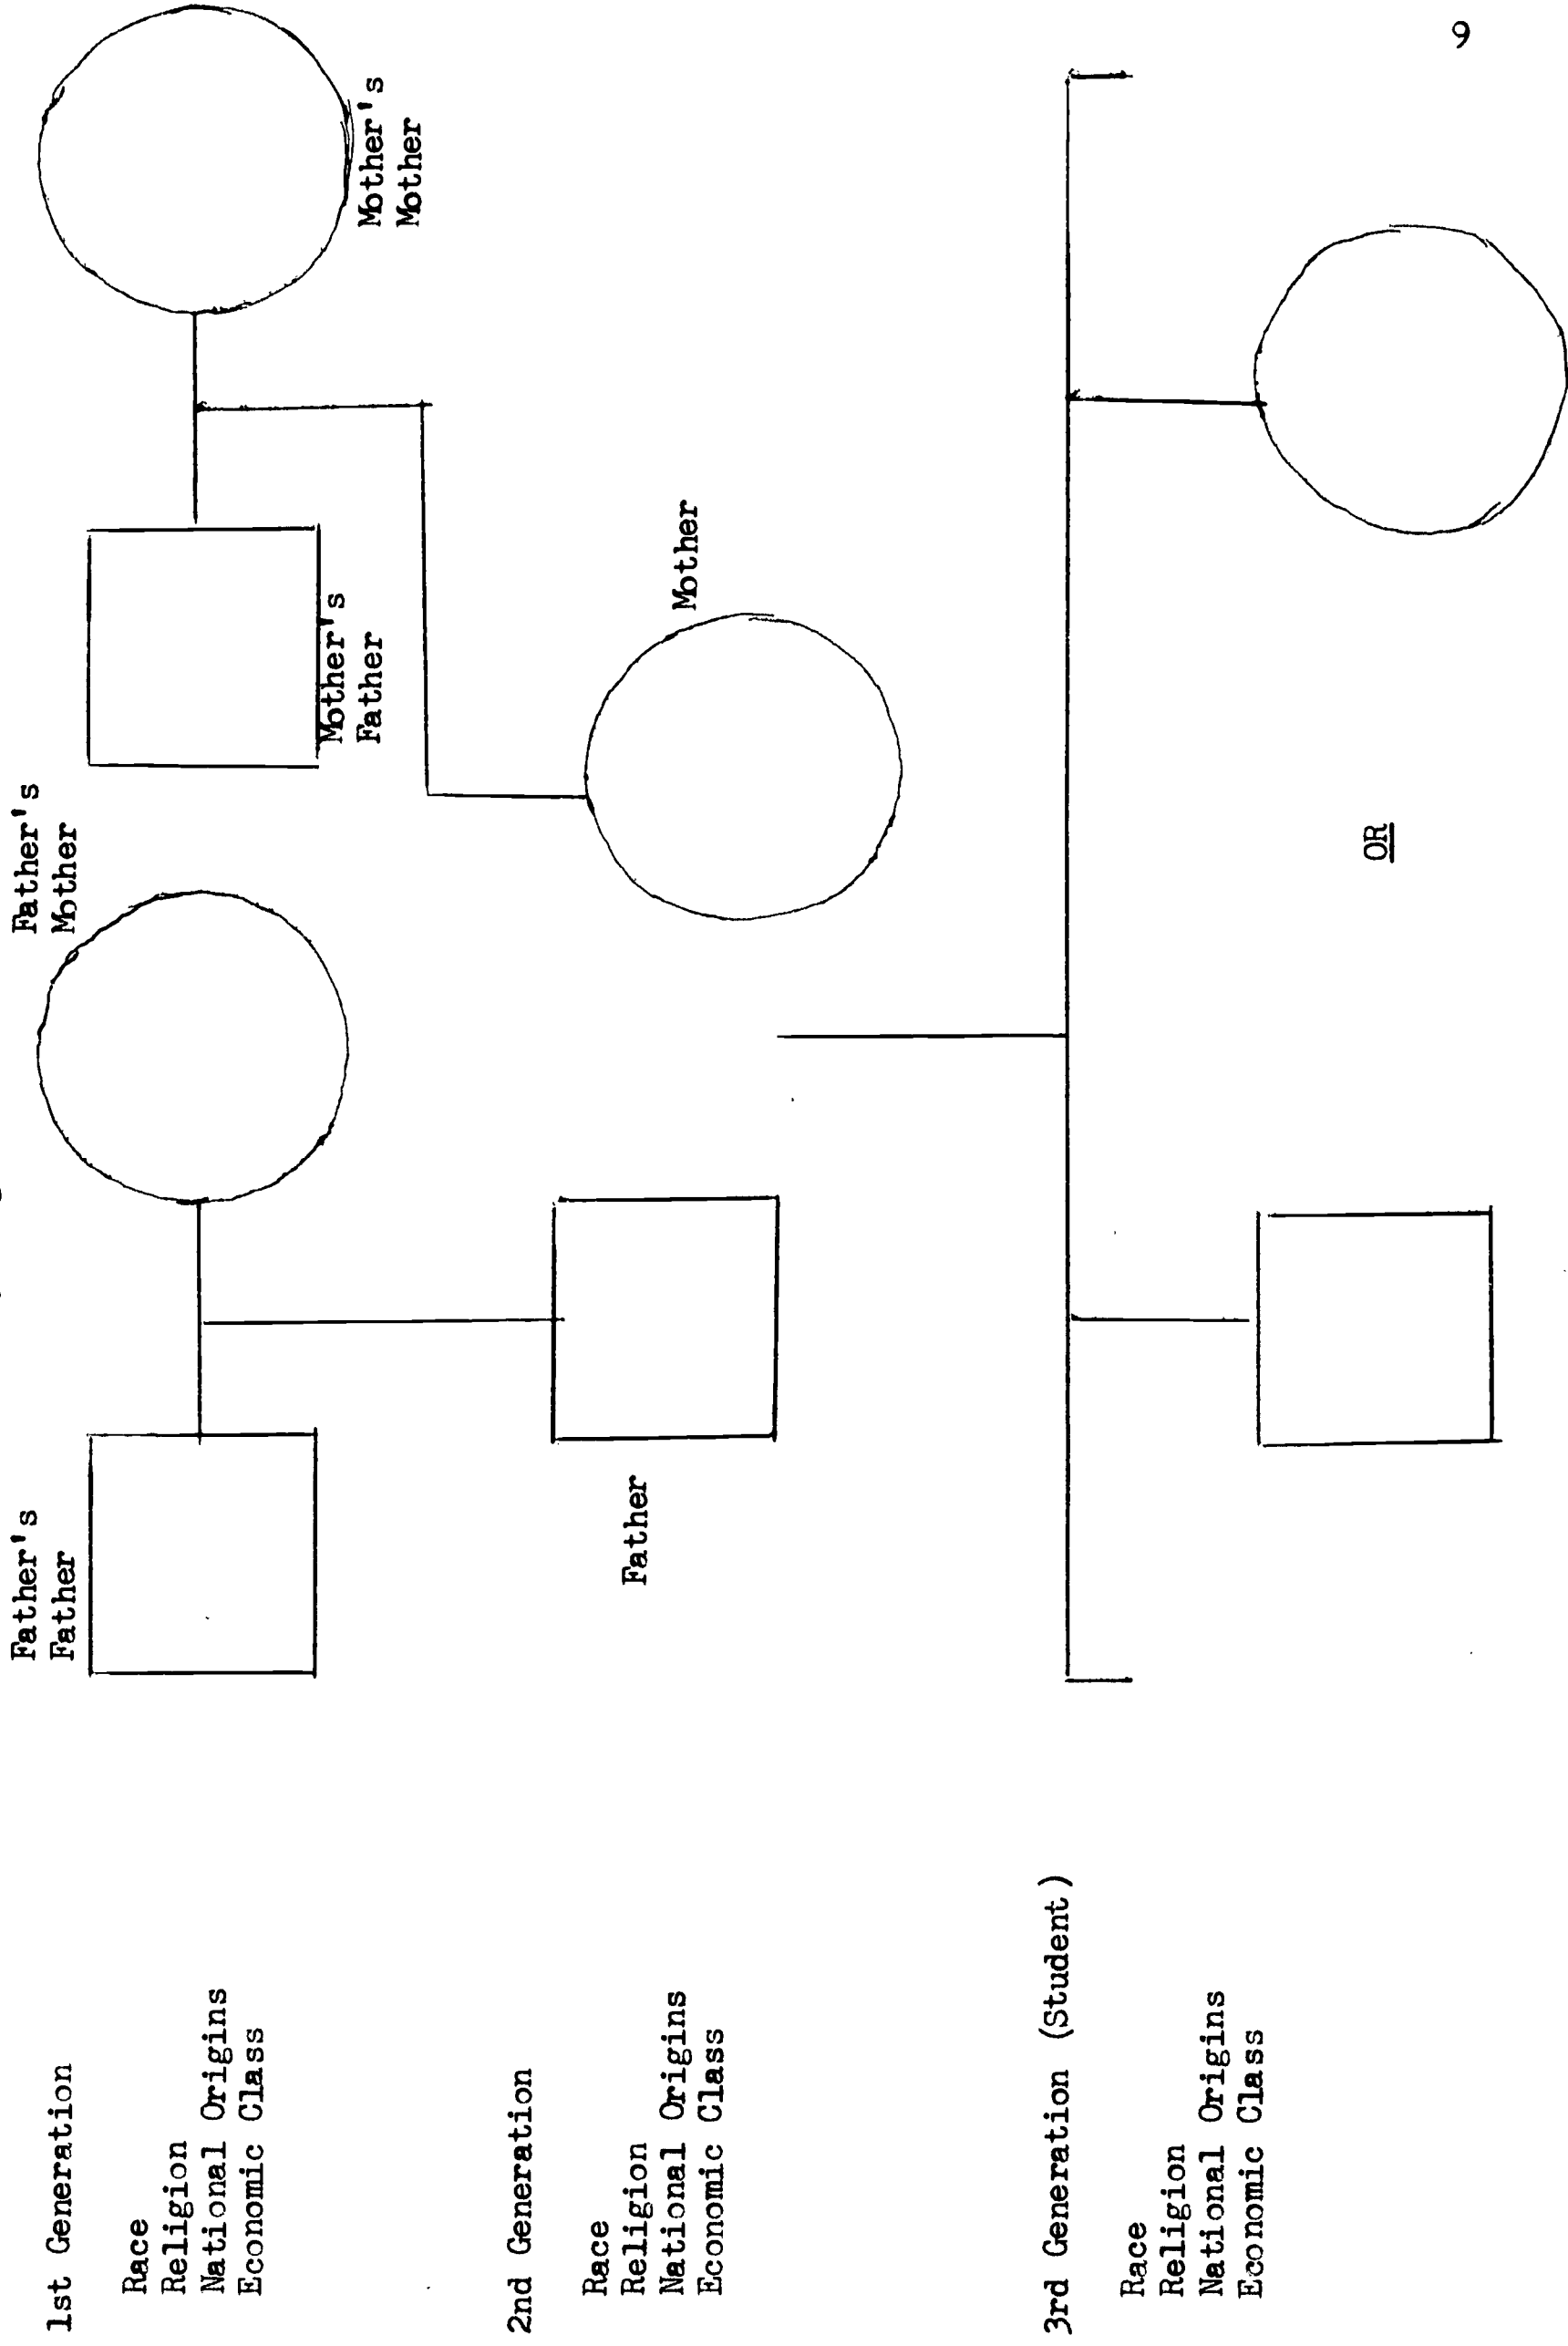 Father's
Father
Father's
Mother
Mother's
Father
Mother's
Mother
1st Generation
Race
Religion
National Origins
Economic Class
2nd Generation
Race
Religion
National Origins
Economic Class
Father
Mother
3rd Generation (Student)
Race
Religion
National Origins
Economic Class
OR
9